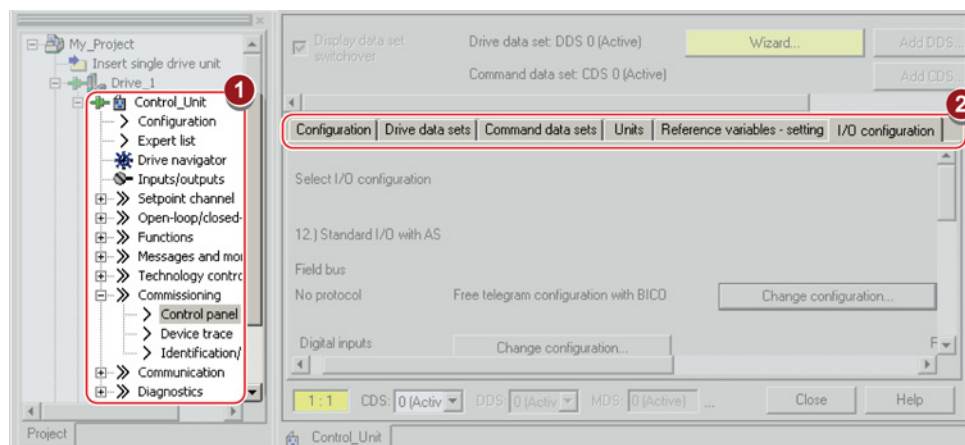 My_Project
Insert single drive unit
Drive_1
1
Control_Unit
Configuration
Expert list
Drive navigator
Inputs/outputs
Setpoint channel
Open-loop/closed-
Functions
Messages and mor
Technology contro
Commissioning
Control panel
Device trace
Identification/
Communication
Diagnostics
Project
Display data set
switchover
Drive data set: DDS 0 (Active)
Wizard...
Add DDS...
Command data set: CDS 0 (Active)
Add CDS...
2
Configuration Drive data sets Command data sets Units Reference variables - setting I/O configuration
Select I/O configuration
12.) Standard I/O with AS
Field bus
No protocol Free telegram configuration with BICO Change configuration...
Digital inputs Change configuration... F
1 : 1 CDS: 0 (Activ DDS: 0 (Activ MDS: 0 (Active) ... Close Help
Control_Unit